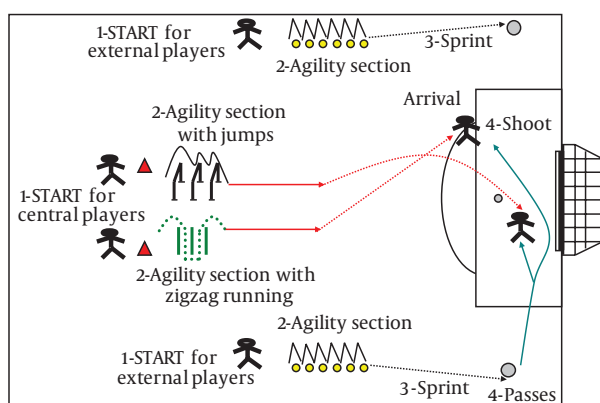 1-START for
external players
2-Agility section
3-Sprint
2-Agility section
with jumps
Arrival
4-Shoot
1-START for
central players
2-Agility section with
zigzag running
2-Agility section
1-START for
external players
3-Sprint
4-Passes